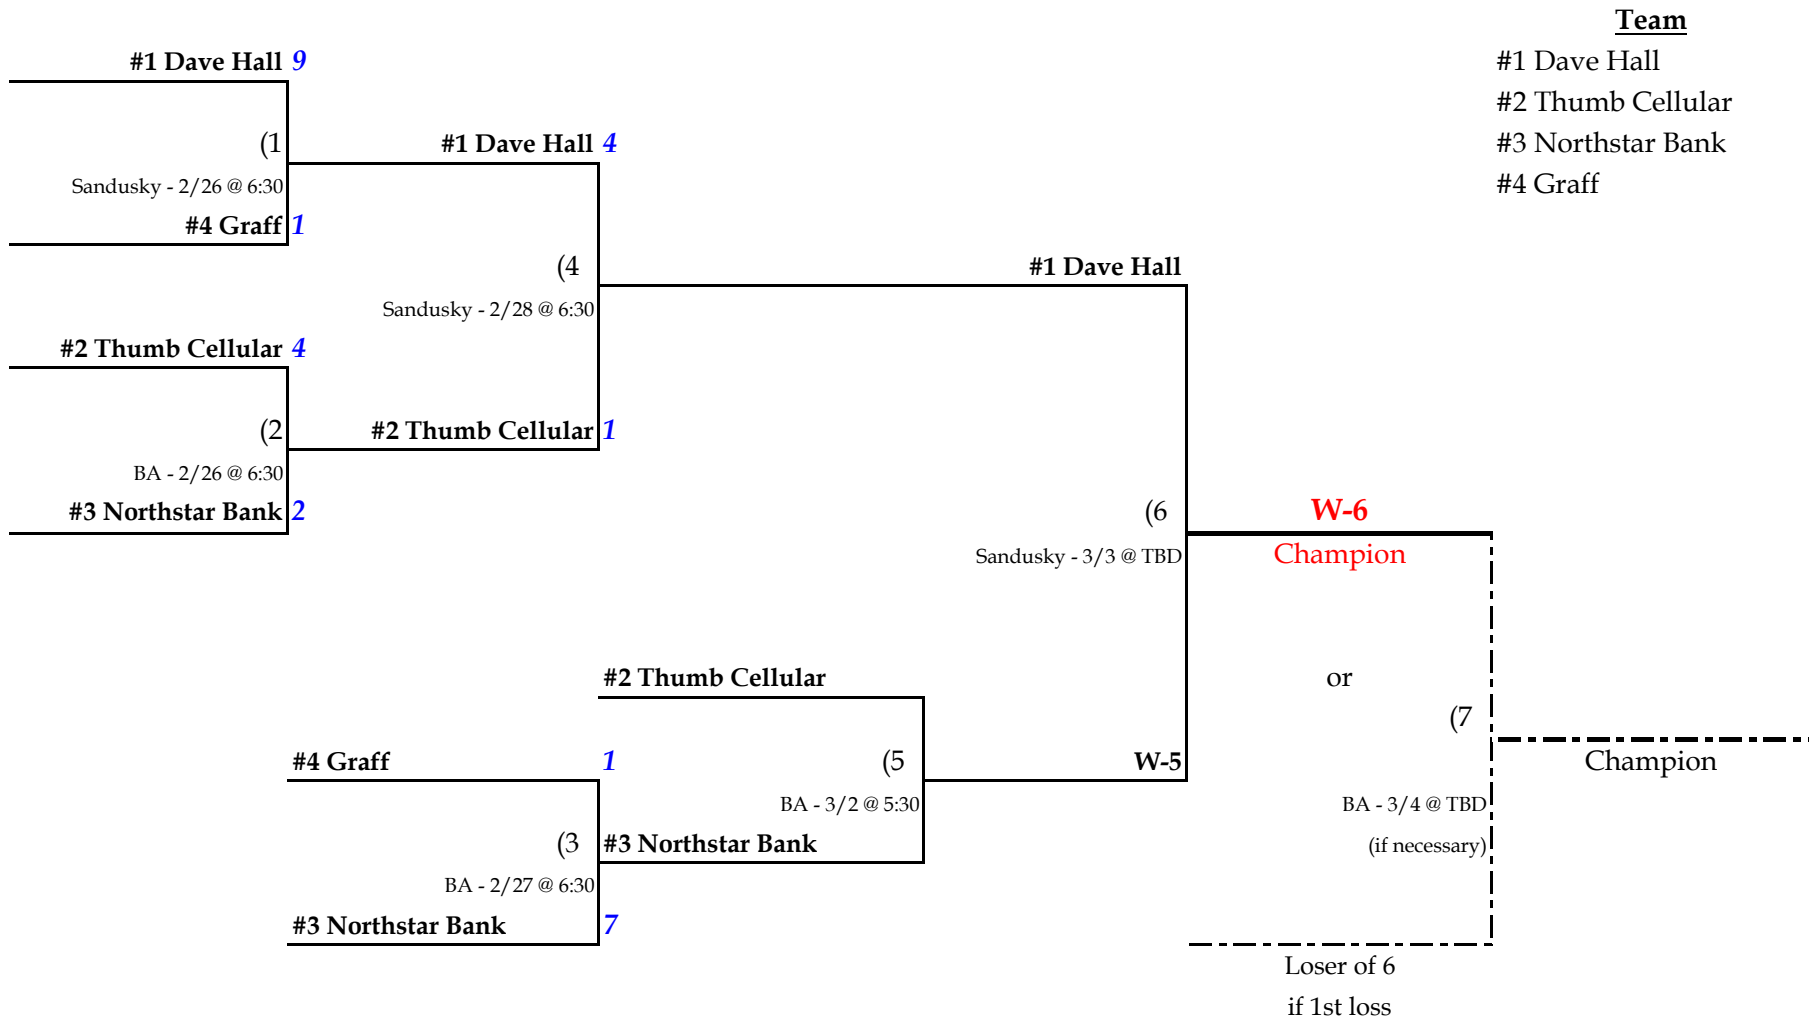 Team
#1 Dave Hall 9
#1 Dave Hall
#2 Thumb Cellular
(1
#1 Dave Hall 4
#3 Northstar Bank
Sandusky - 2/26 @ 6:30
#4 Graff
#4 Graff 1
(4
#1 Dave Hall
Sandusky - 2/28 @ 6:30
#2 Thumb Cellular 4
(2
#2 Thumb Cellular 1
BA - 2/26 @ 6:30
#3 Northstar Bank 2
(6
W-6
Sandusky - 3/3 @ TBD
Champion
#2 Thumb Cellular
or
(7
#4 Graff 1
(5
W-5
Champion
BA - 3/2 @ 5:30
BA - 3/4 @ TBD
(3
#3 Northstar Bank
(if necessary)
BA - 2/27 @ 6:30
#3 Northstar Bank 7
Loser of 6
if 1st loss